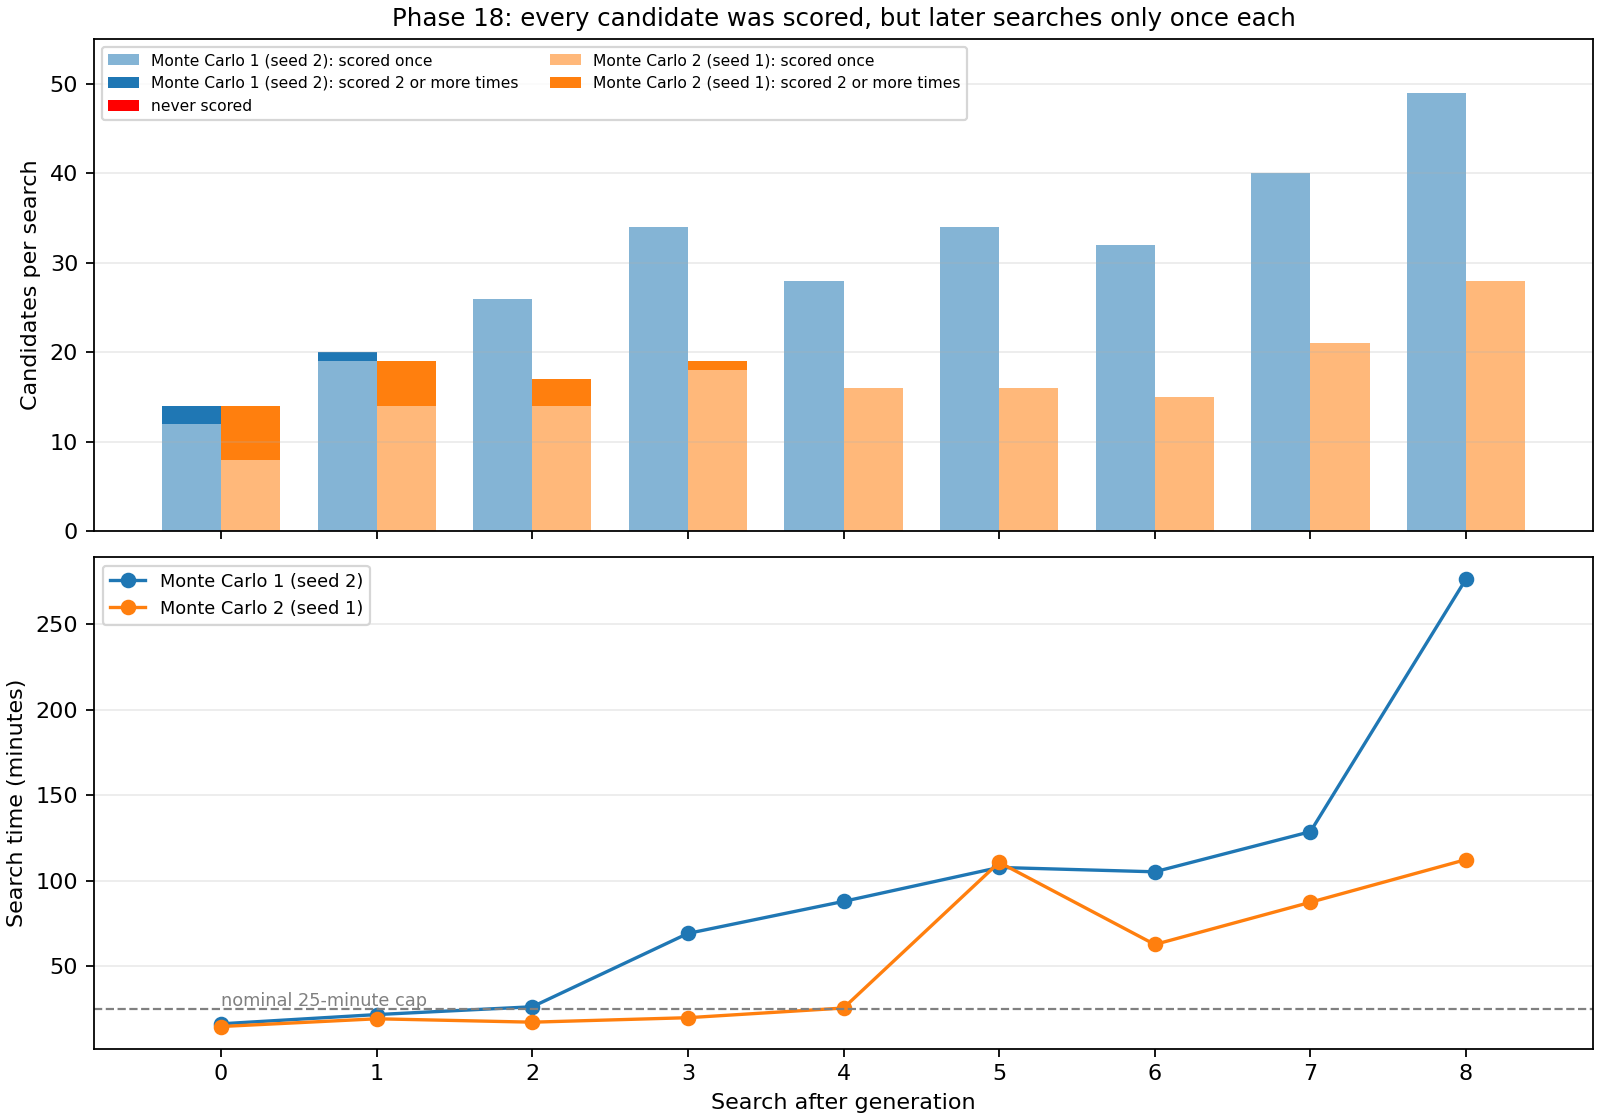 Phase 18: every candidate was scored, but later searches only once each
Monte Carlo 1 (seed 2): scored once
Monte Carlo 1 (seed 2): scored 2 or more times
never scored
Monte Carlo 2 (seed 1): scored once
Monte Carlo 2 (seed 1): scored 2 or more times
Candidates per search
50
40
30
20
10
0
Monte Carlo 1 (seed 2)
Monte Carlo 2 (seed 1)
Search time (minutes)
250
200
150
100
50
nominal 25-minute cap
0 1 2 3 4 5 6 7 8
Search after generation